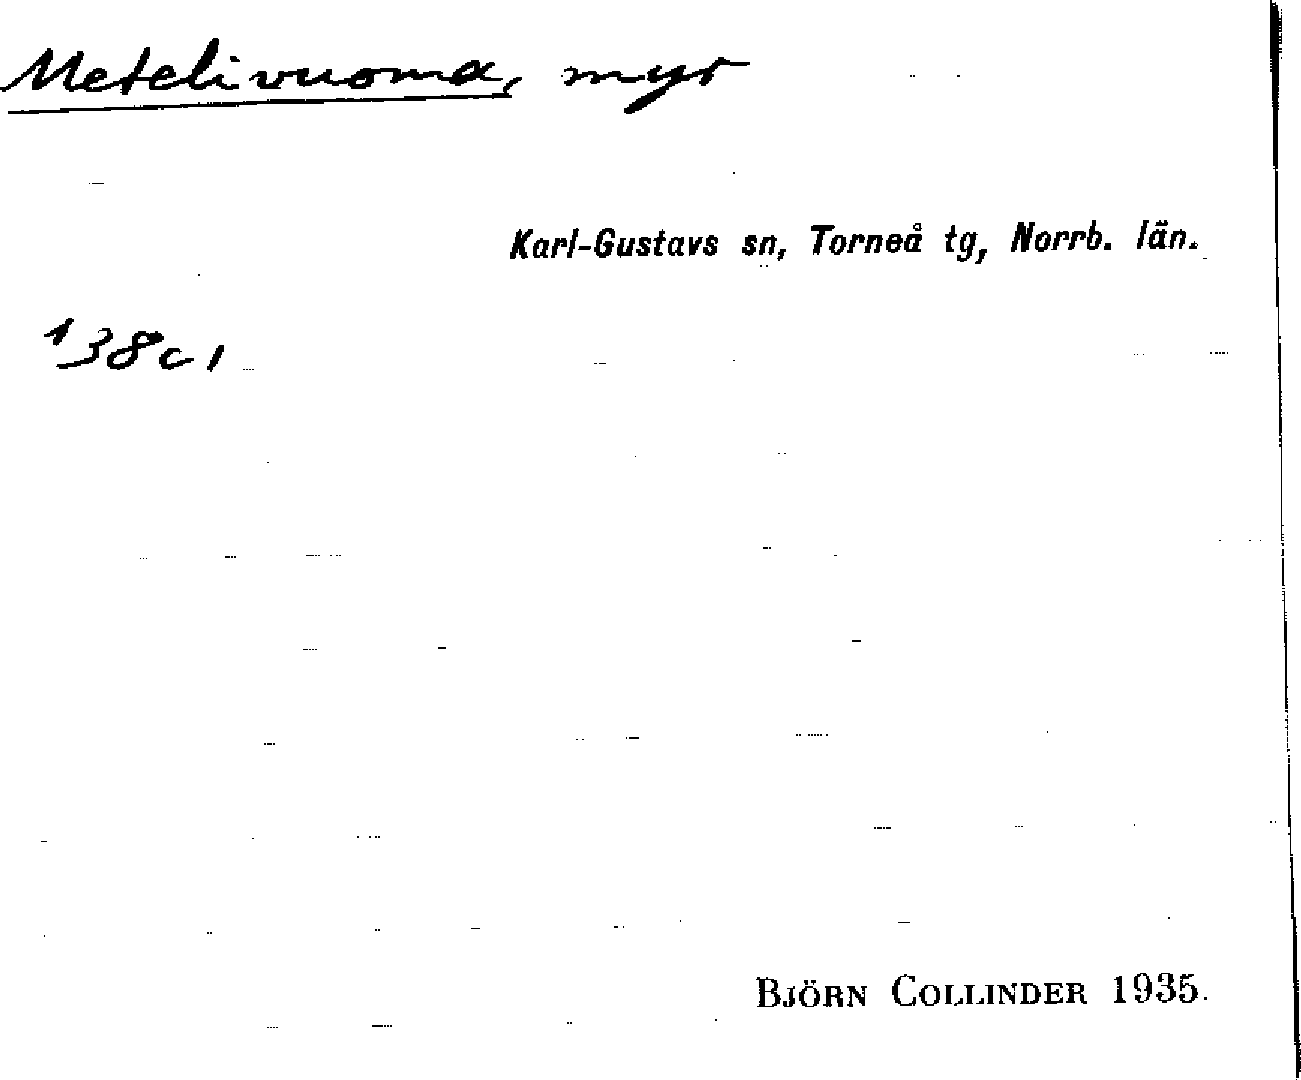 Metelivuoma, myr
Karl-Gustavs sn, Torneå tg, Norrb. län.
138c1
BJÖRN COLLINDER 1935.